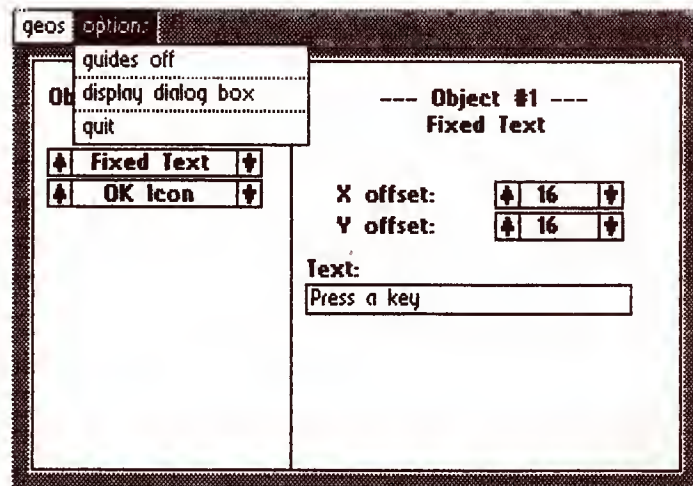 geos options
guides off
display dialog box
quit
Ob
Fixed Text
OK Icon
--- Object #1 ---
Fixed Text
X offset: 16
Y offset: 16
Text:
Press a key